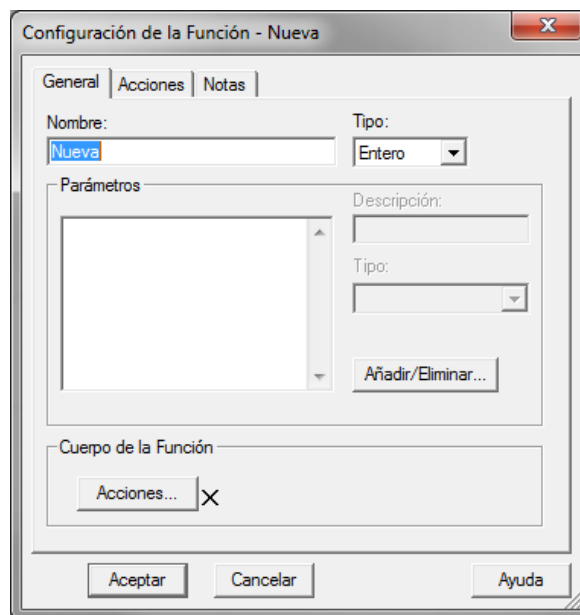 Configuración de la Función - Nueva
General Acciones Notas
Nombre: Tipo:
Nueva Entero
Parámetros Descripción:
Tipo:
Añadir/Eliminar...
Cuerpo de la Función
Acciones...
Aceptar Cancelar Ayuda